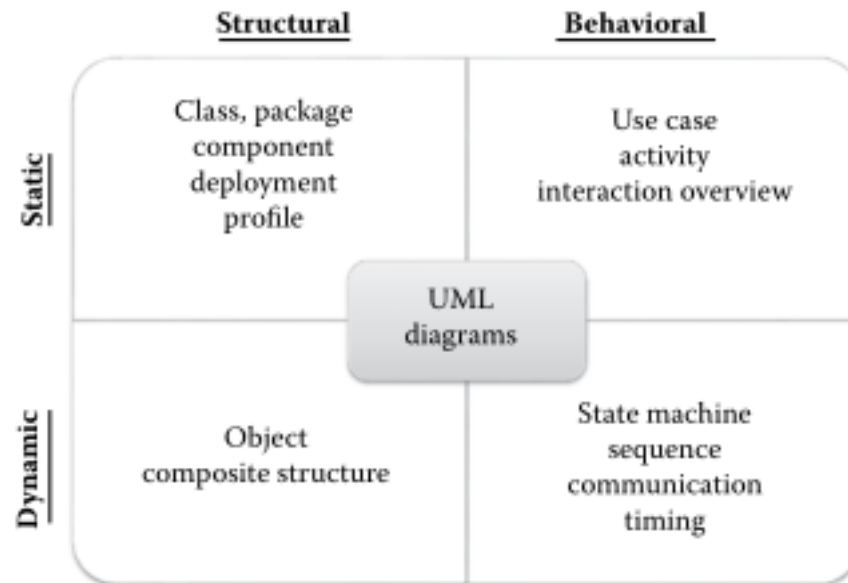 Structural
Behavioral
Static
Class, package
component
deployment
profile
Use case
activity
interaction overview
UML
diagrams
Dynamic
Object
composite structure
State machine
sequence
communication
timing